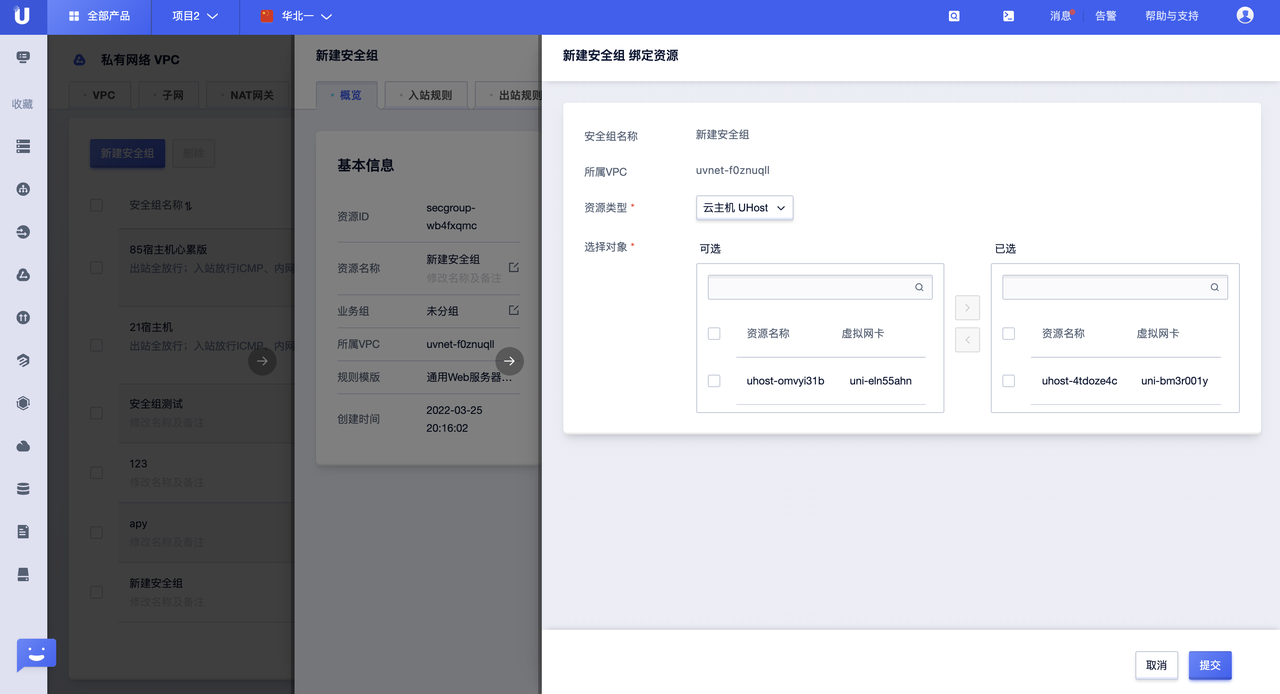 全部产品
项目2
华北一
消息
告警
帮助与支持
收藏
私有网络 VPC
VPC
子网
NAT网关
新建安全组
删除
安全组名称
85宿主机心累版
出站全放行；入站放行ICMP、内网
21宿主机
出站全放行；入站放行ICMP、内网
安全组测试
修改名称及备注
123
修改名称及备注
apy
修改名称及备注
新建安全组
修改名称及备注
新建安全组
概览
入站规则
出站规则
基本信息
资源ID
secgroup-
wb4fxqmc
资源名称
新建安全组
修改名称及备注
业务组
未分组
所属VPC
uvnet-f0znuqll
规则模版
通用Web服务器...
创建时间
2022-03-25
20:16:02
新建安全组 绑定资源
安全组名称
新建安全组
所属VPC
uvnet-f0znuqll
资源类型 *
云主机 UHost
选择对象 *
可选
资源名称
虚拟网卡
uhost-omvyi31b
uni-eln55ahn
已选
资源名称
虚拟网卡
uhost-4tdoze4c
uni-bm3r001y
取消
提交